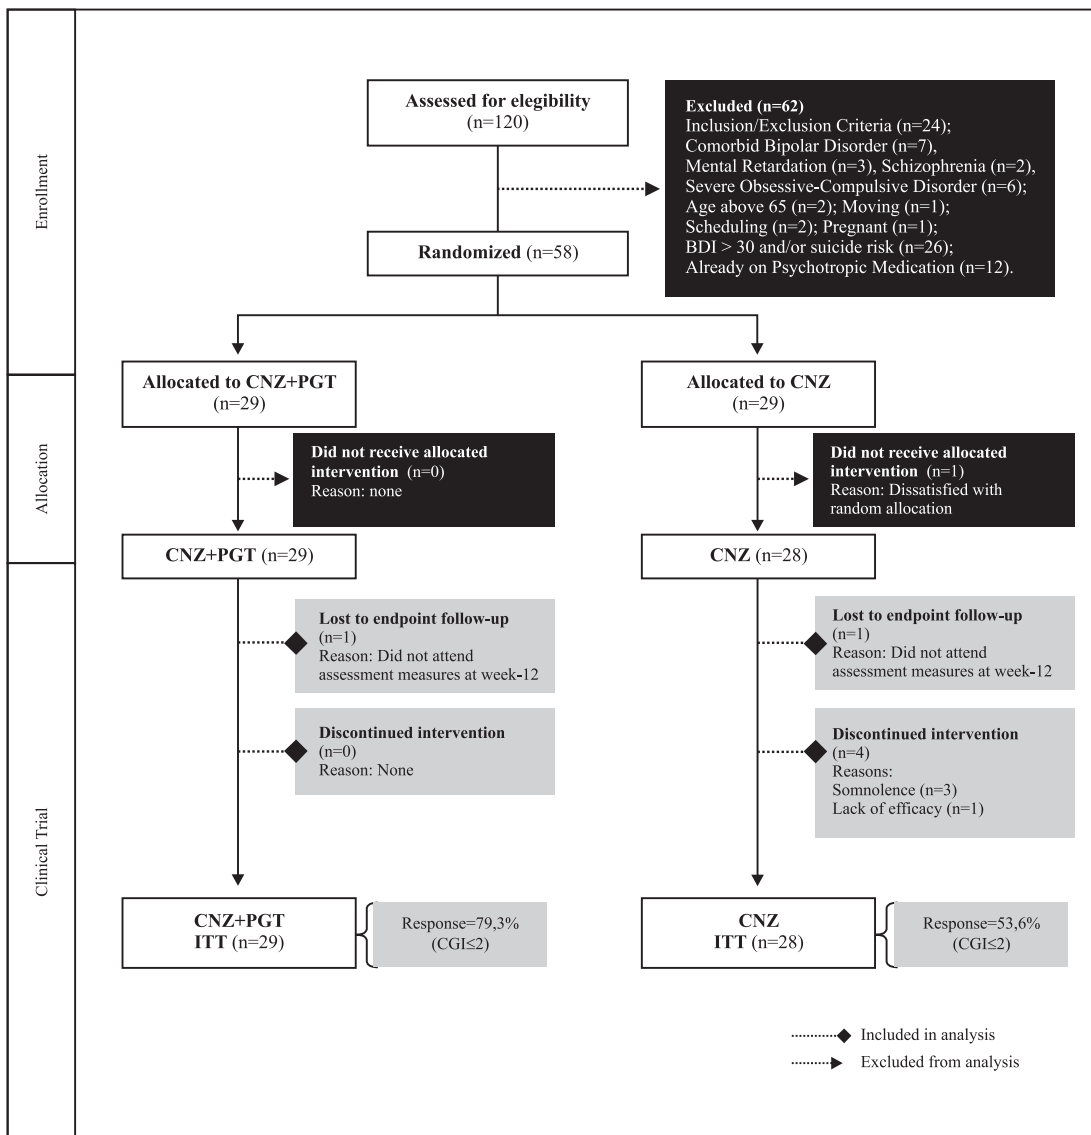 Enrollment
Assessed for elegibility
(n=120)
Excluded (n=62)
Inclusion/Exclusion Criteria (n=24);
Comorbid Bipolar Disorder (n=7),
Mental Retardation (n=3), Schizophrenia (n=2),
Severe Obsessive-Compulsive Disorder (n=6);
Age above 65 (n=2); Moving (n=1);
Scheduling (n=2); Pregnant (n=1);
BDI > 30 and/or suicide risk (n=26);
Already on Psychotropic Medication (n=12).
Randomized (n=58)
Allocation
Allocated to CNZ+PGT
(n=29)
Allocated to CNZ
(n=29)
Did not receive allocated
intervention (n=0)
Reason: none
Did not receive allocated
intervention (n=1)
Reason: Dissatisfied with
random allocation
CNZ+PGT (n=29)
CNZ (n=28)
Clinical Trial
Lost to endpoint follow-up
(n=1)
Reason: Did not attend
assessment measures at week-12
Lost to endpoint follow-up
(n=1)
Reason: Did not attend
assessment measures at week-12
Discontinued intervention
(n=0)
Reason: None
Discontinued intervention
(n=4)
Reasons:
Somnolence (n=3)
Lack of efficacy (n=1)
CNZ+PGT
ITT (n=29)
Response=79,3%
(CGI≤2)
CNZ
ITT (n=28)
Response=53,6%
(CGI≤2)
Included in analysis
Excluded from analysis